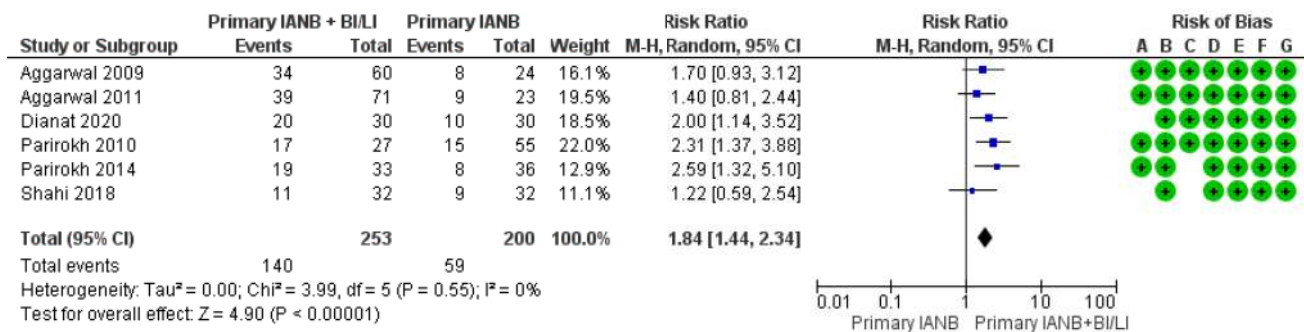 Primary IANB + BI/LI Primary IANB Risk Ratio Risk Ratio Risk of Bias
Study or Subgroup Events Total Events Total Weight M-H, Random, 95% CI M-H, Random, 95% CI A B C D E F G
Aggarwal 2009 34 60 8 24 16.1% 1.70 [0.93, 3.12] + + + + + + +
Aggarwal 2011 39 71 9 23 19.5% 1.40 [0.81, 2.44] + + + + + + +
Dianat 2020 20 30 10 30 18.5% 2.00 [1.14, 3.52] + + + + + +
Parirokh 2010 17 27 15 55 22.0% 2.31 [1.37, 3.88] + + + + + + +
Parirokh 2014 19 33 8 36 12.9% 2.59 [1.32, 5.10] + + + + + +
Shahi 2018 11 32 9 32 11.1% 1.22 [0.59, 2.54] + + + + +
Total (95% CI) 253 200 100.0% 1.84 [1.44, 2.34]
Total events 140 59
Heterogeneity: Tau² = 0.00; Chi² = 3.99, df = 5 (P = 0.55); I² = 0%
Test for overall effect: Z = 4.90 (P < 0.00001)
0.01 0.1 1 10 100
Primary IANB Primary IANB+BI/LI